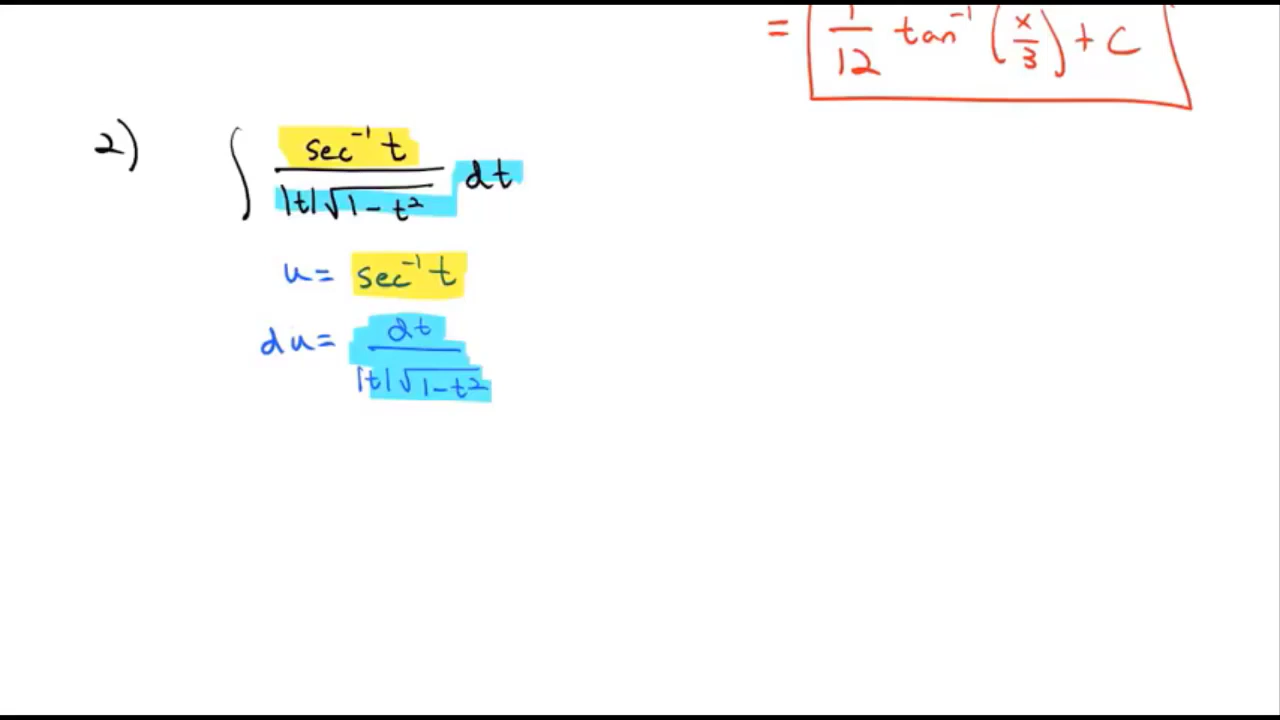 = 1/12 tan⁻¹ (x/3) + C
2) ∫ sec⁻¹ t / |t|√1-t² dt
u = sec⁻¹ t
du = dt / |t|√1-t²